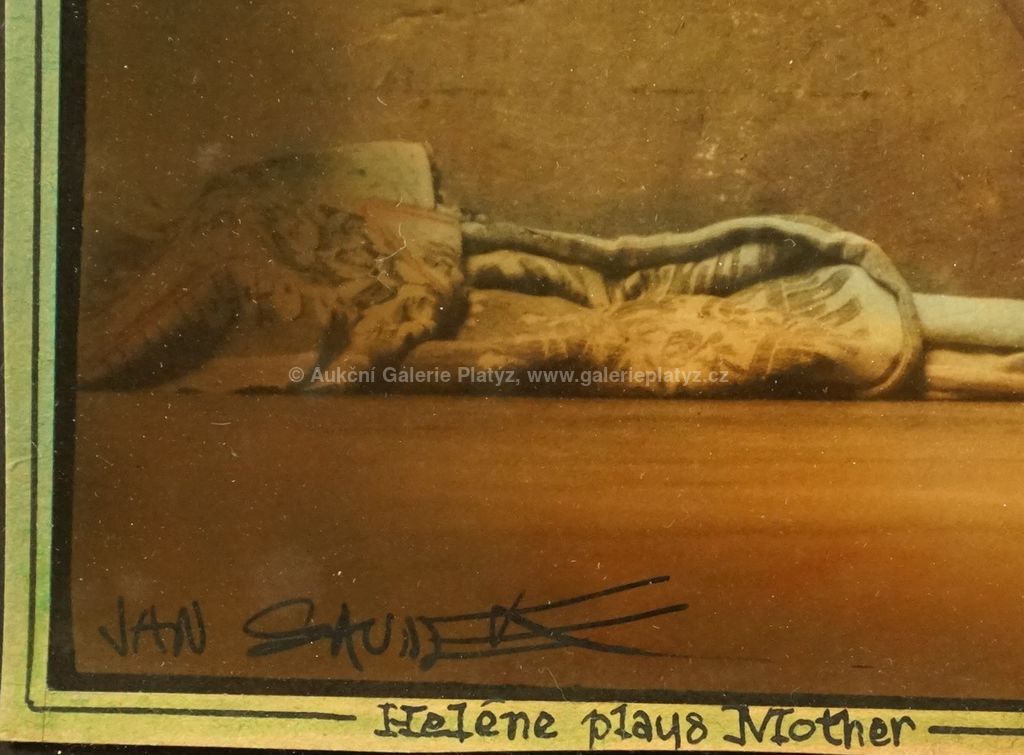 © Aukční Galerie Platýz, www.galerieplatyz.cz
JAN SAUDEK
Heléne plays Mother